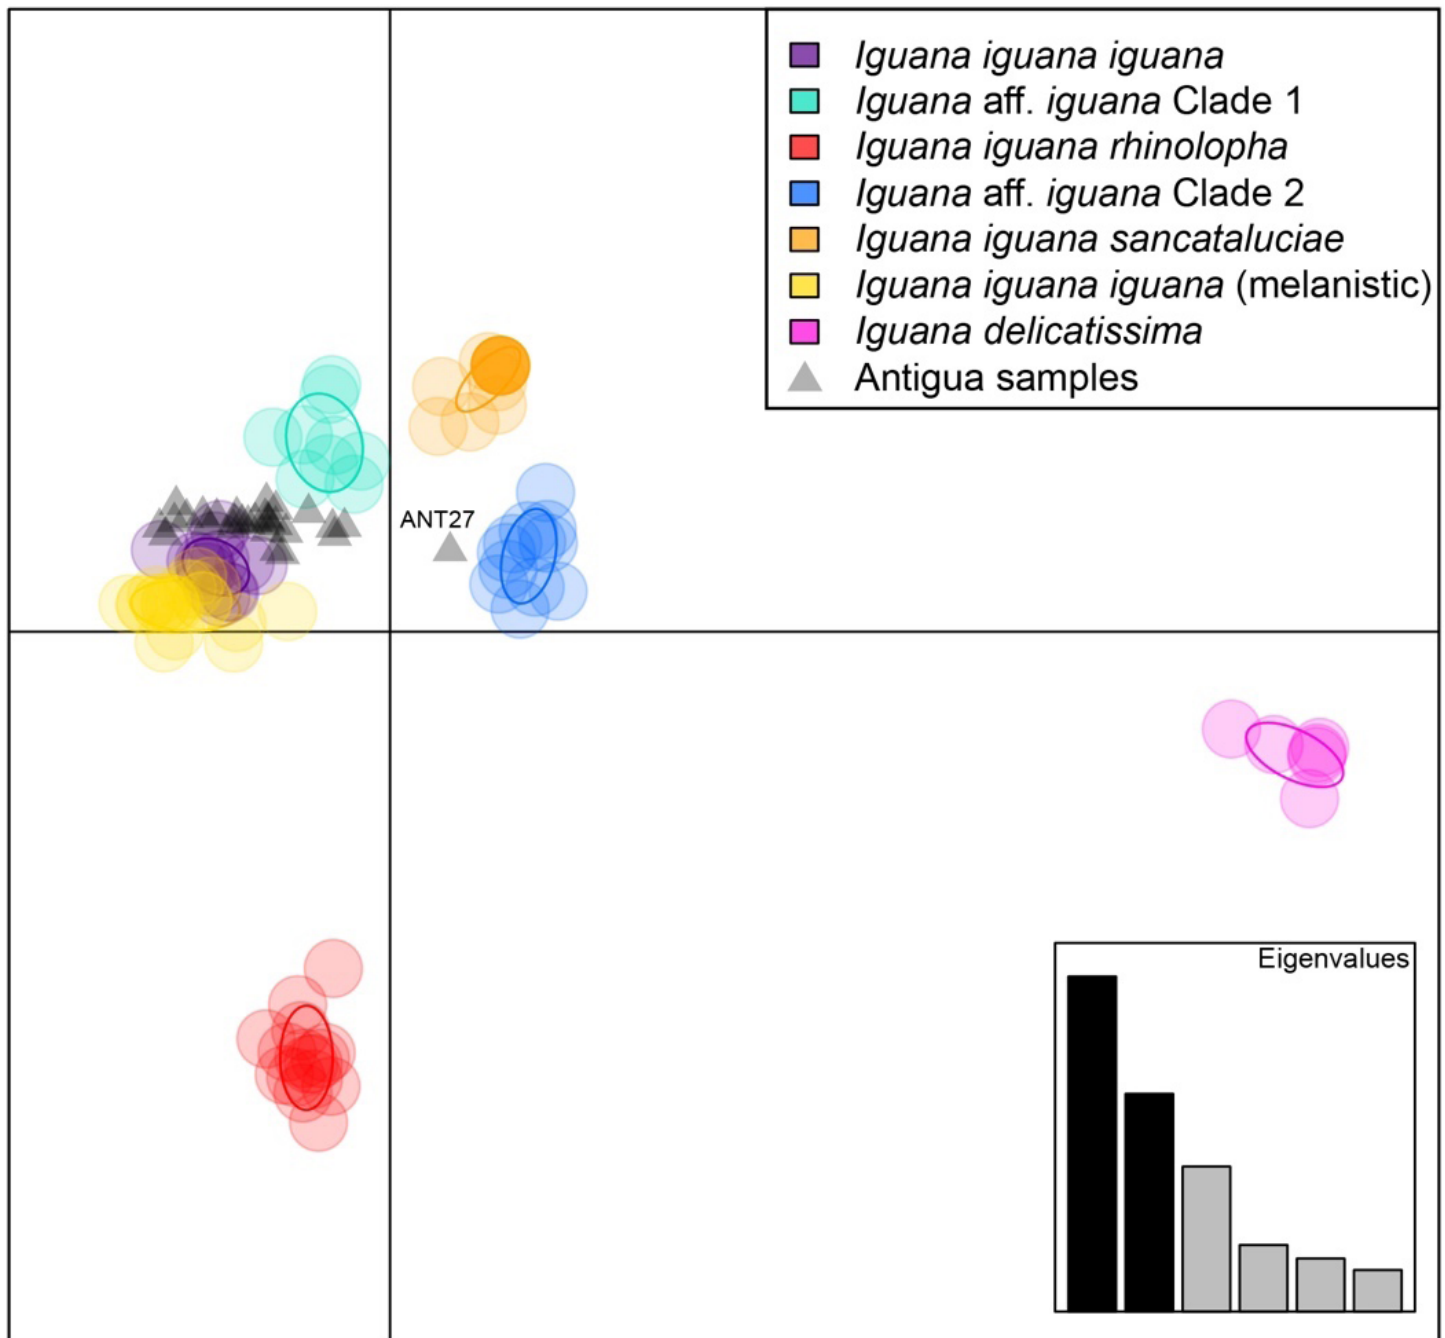 Iguana iguana iguana
Iguana aff. iguana Clade 1
Iguana iguana rhinolopha
Iguana aff. iguana Clade 2
Iguana iguana sancataluciae
Iguana iguana iguana (melanistic)
Iguana delicatissima
Antigua samples
ANT27
Eigenvalues